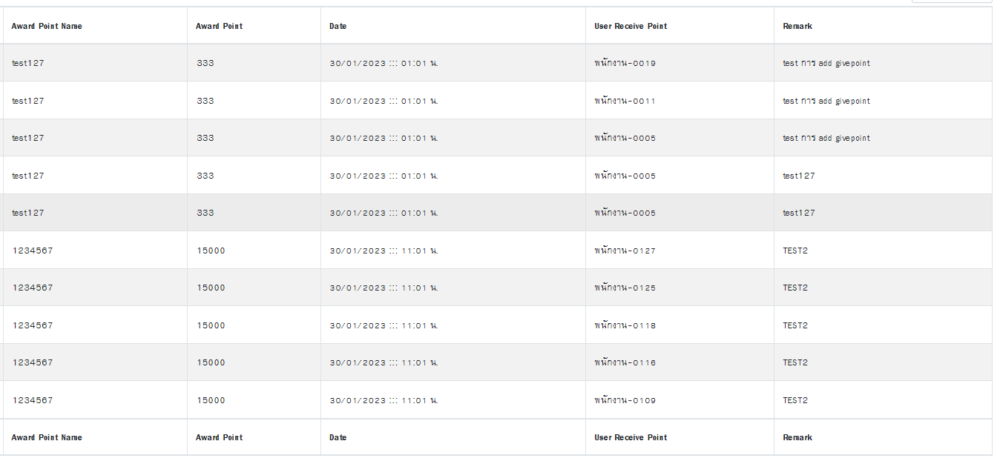 Award Point Name Award Point Date User Receive Point Remark
test127 333 30/01/2023 ::: 01:01 น. พนักงาน-0019 test การ add givepoint
test127 333 30/01/2023 ::: 01:01 น. พนักงาน-0011 test การ add givepoint
test127 333 30/01/2023 ::: 01:01 น. พนักงาน-0005 test การ add givepoint
test127 333 30/01/2023 ::: 01:01 น. พนักงาน-0005 test127
test127 333 30/01/2023 ::: 01:01 น. พนักงาน-0005 test127
1234567 15000 30/01/2023 ::: 11:01 น. พนักงาน-0127 TEST2
1234567 15000 30/01/2023 ::: 11:01 น. พนักงาน-0125 TEST2
1234567 15000 30/01/2023 ::: 11:01 น. พนักงาน-0118 TEST2
1234567 15000 30/01/2023 ::: 11:01 น. พนักงาน-0116 TEST2
1234567 15000 30/01/2023 ::: 11:01 น. พนักงาน-0109 TEST2
Award Point Name Award Point Date User Receive Point Remark